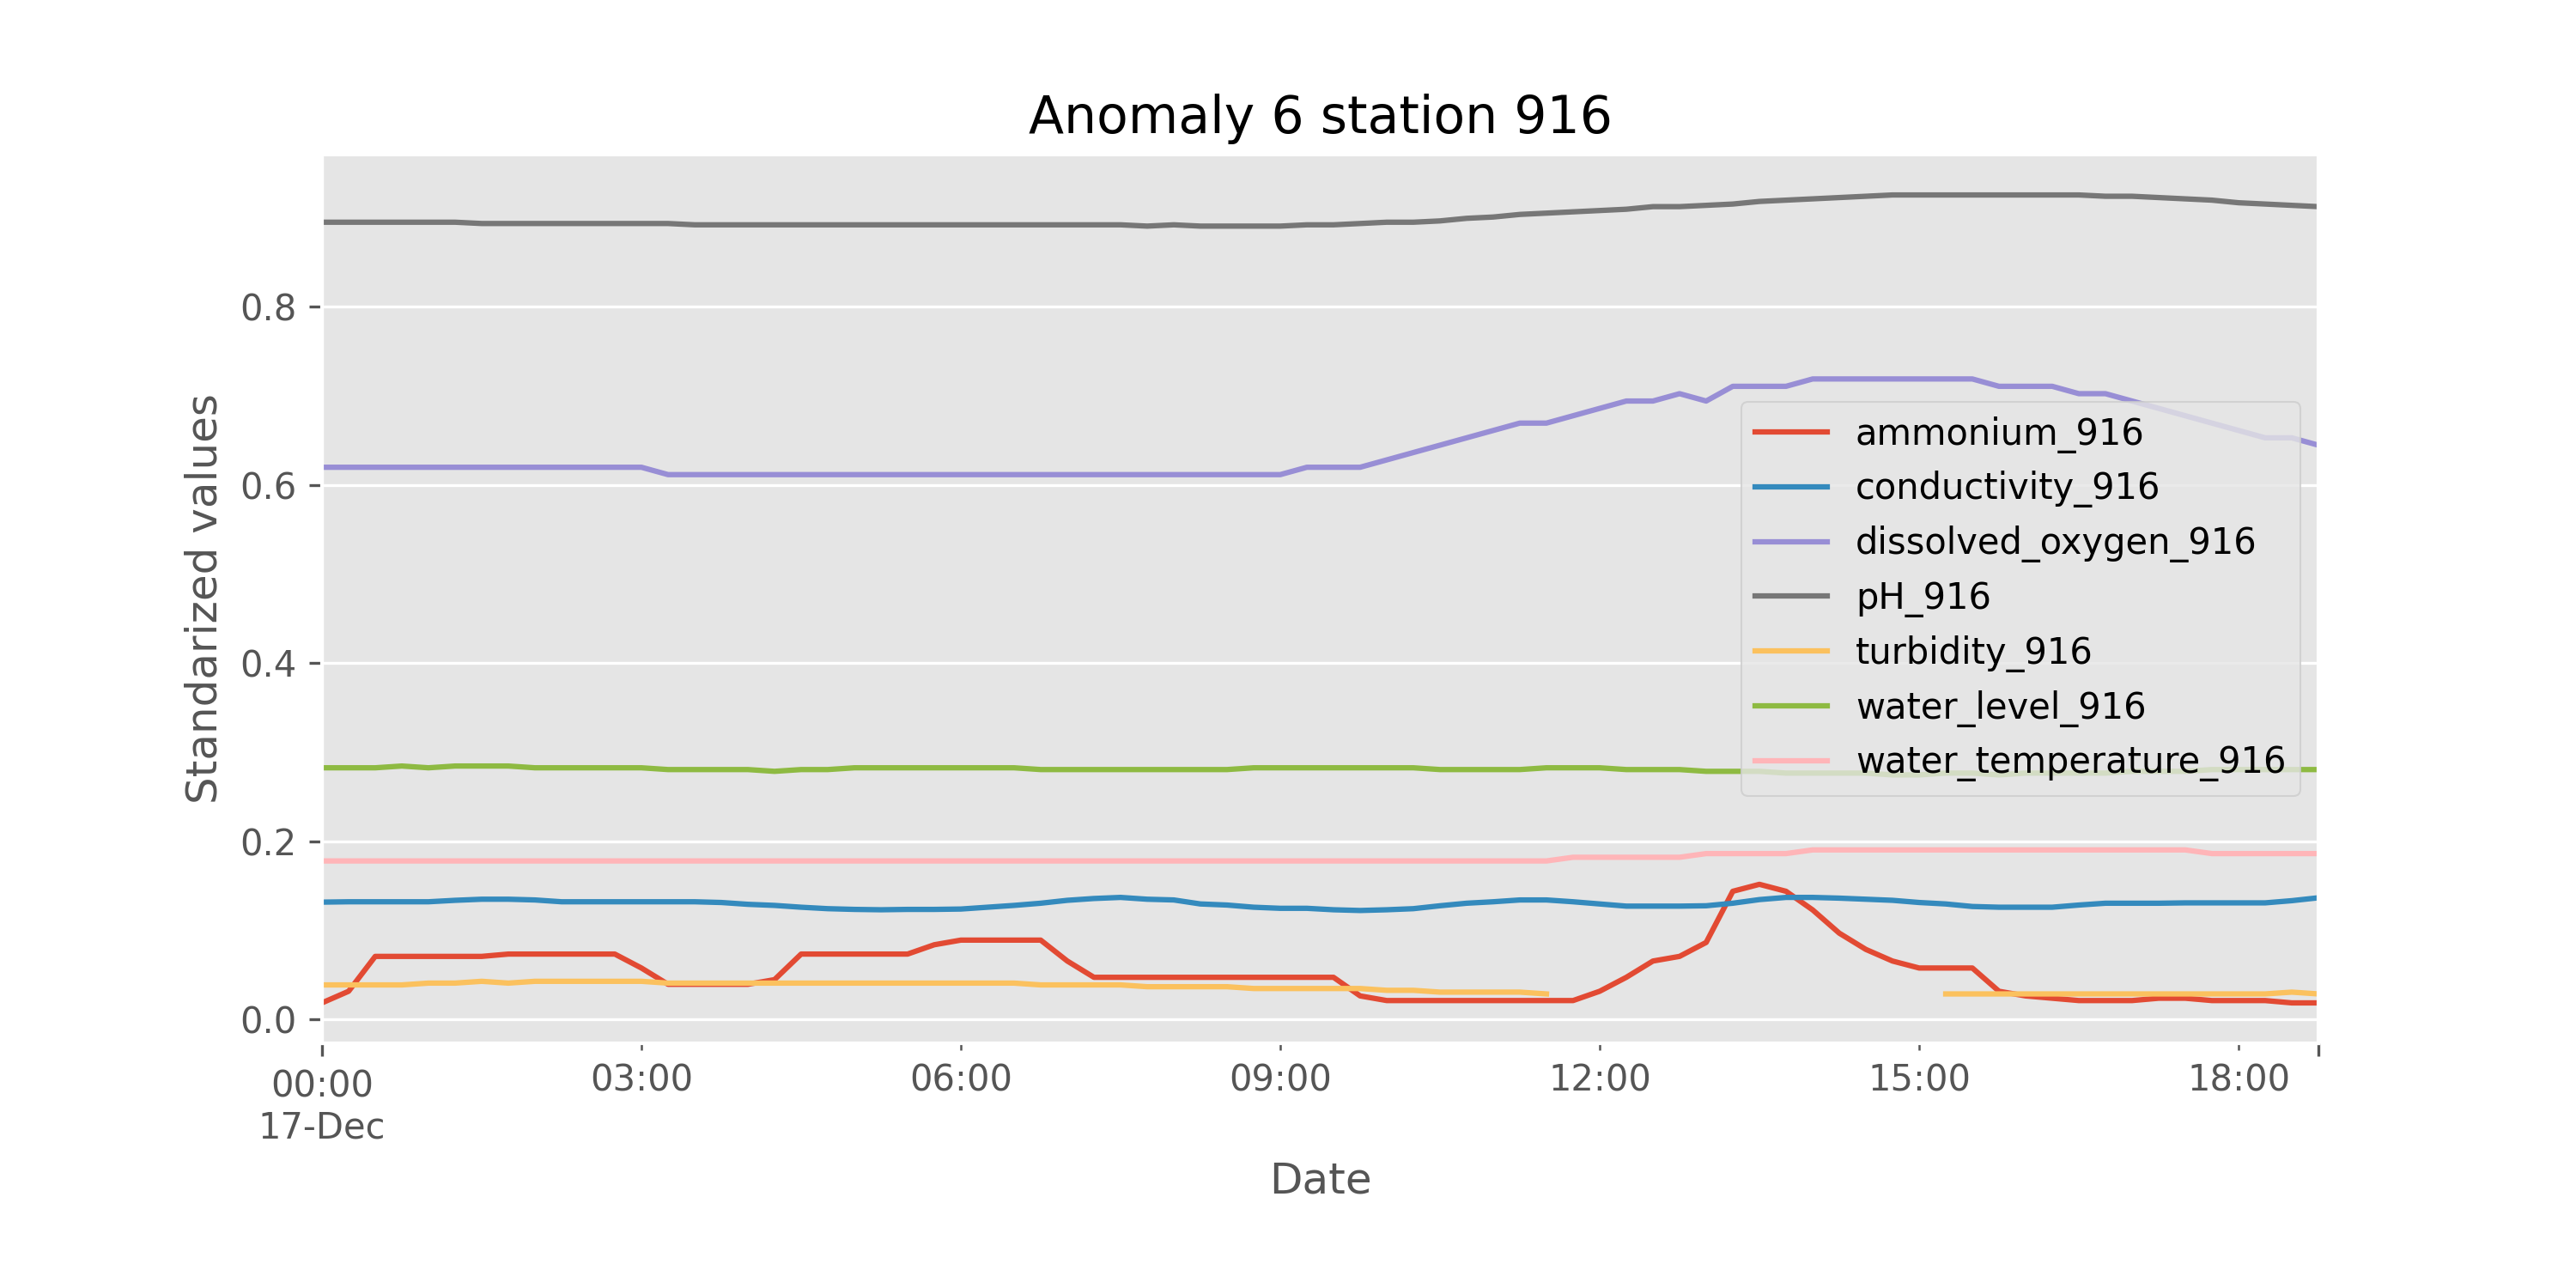 Anomaly 6 station 916
Standarized values
0.8
0.6
0.4
0.2
0.0
ammonium_916
conductivity_916
dissolved_oxygen_916
pH_916
turbidity_916
water_level_916
water_temperature_916
00:00 03:00 06:00 09:00 12:00 15:00 18:00
17-Dec
Date